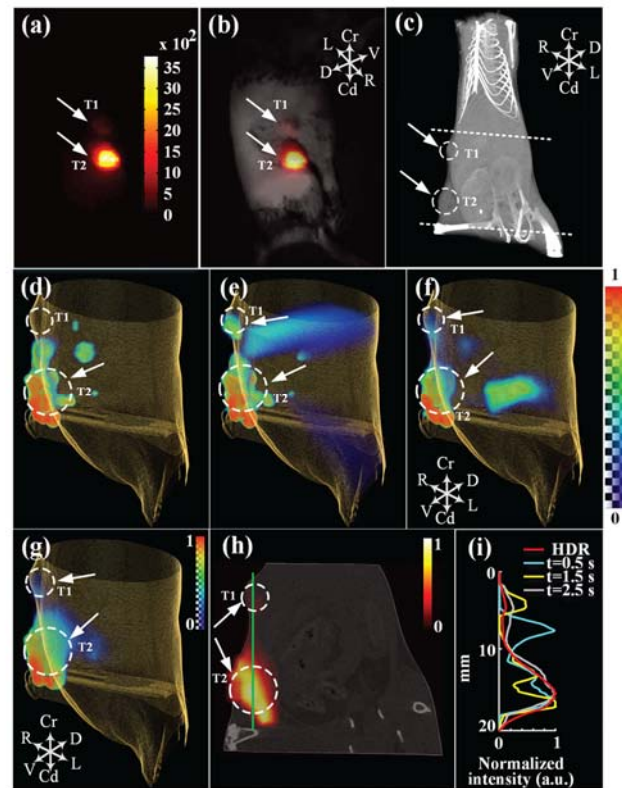 (a)
x 10²
35
30
25
20
15
10
5
0
T1
T2
(b)
Cr
L V
D R
Cd
T1
T2
(c)
Cr
R D
V L
Cd
T1
T2
(d)
T1
T2
(e)
T1
T2
(f)
T1
T2
Cr
R D
V L
Cd
1
0
(g)
1
0
T1
T2
Cr
R D
V L
Cd
(h)
1
0
T1
T2
(i)
HDR
t=0.5 s
t=1.5 s
t=2.5 s
0
10
20
mm
0 1
Normalized
intensity (a.u.)